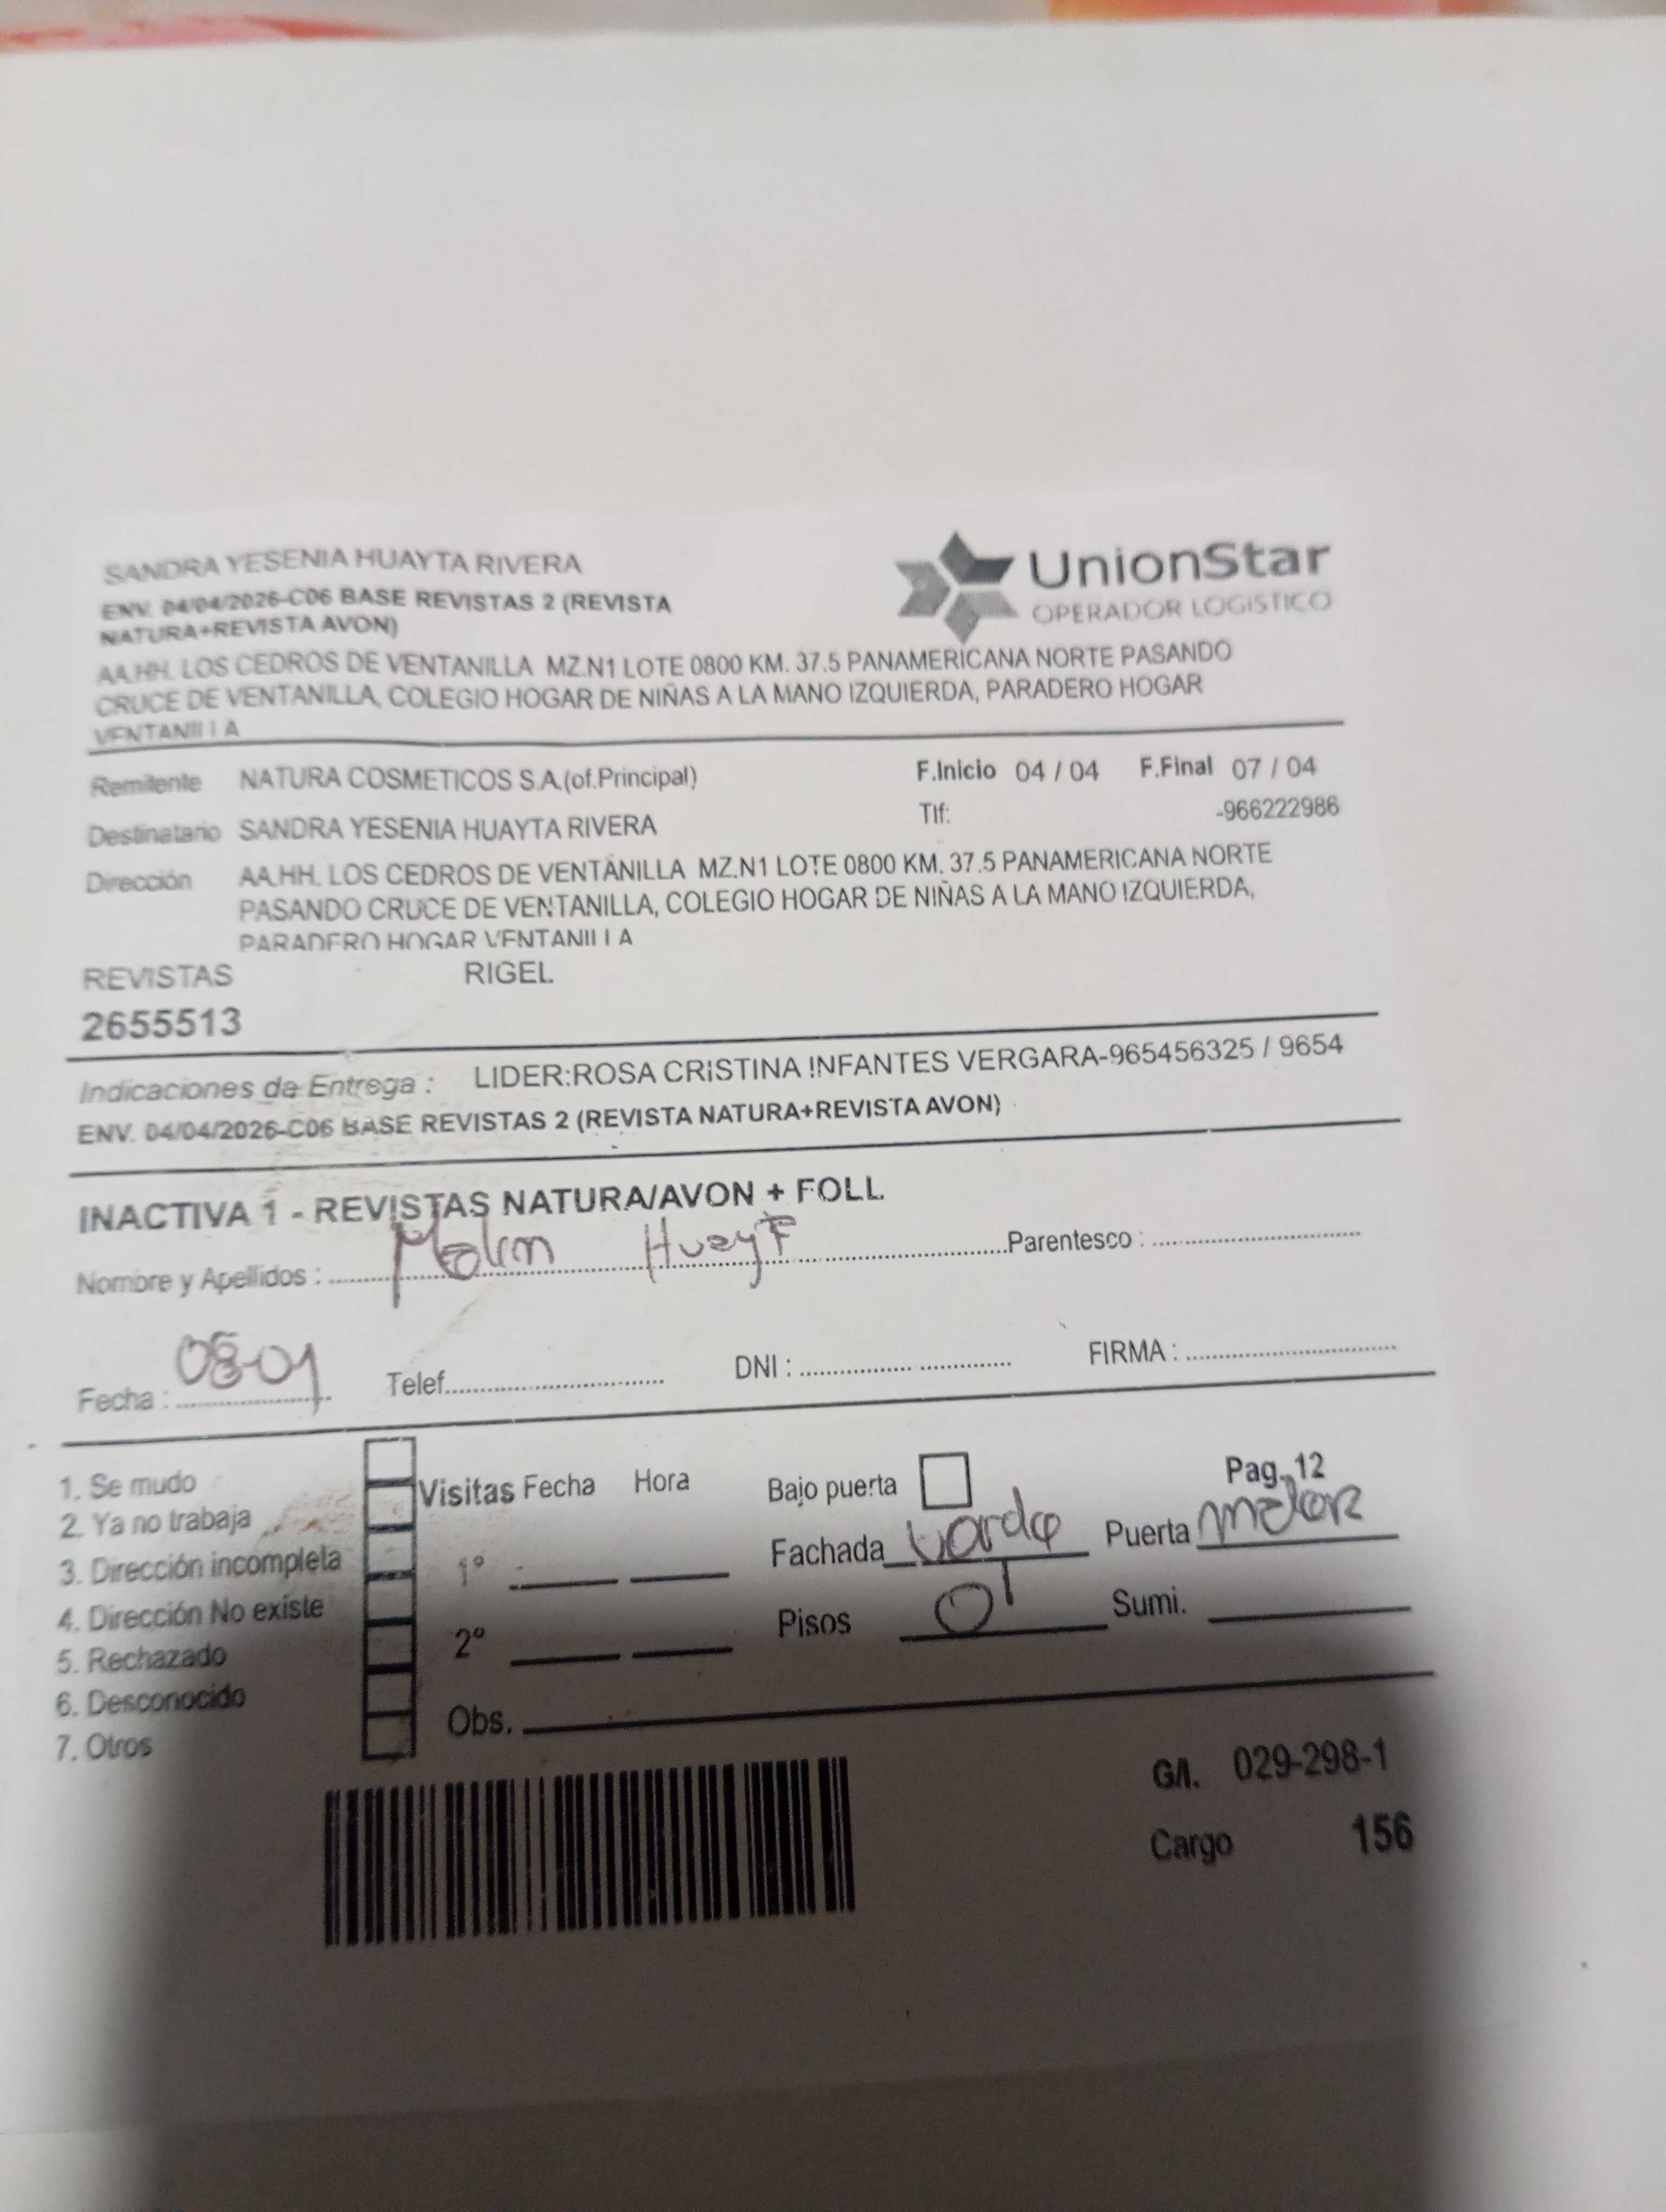 SANDRA YESENIA HUAYTA RIVERA
ENV. 04/04/2026-C06 BASE REVISTAS 2 (REVISTA
NATURA+REVISTA AVON)
UnionStar
OPERADOR LOGISTICO
AA.HH. LOS CEDROS DE VENTANILLA MZ.N1 LOTE 0800 KM. 37.5 PANAMERICANA NORTE PASANDO
CRUCE DE VENTANILLA, COLEGIO HOGAR DE NIÑAS A LA MANO IZQUIERDA, PARADERO HOGAR
VENTANILLA
Remitente NATURA COSMETICOS S.A.(of.Principal) F.Inicio 04 / 04 F.Final 07 / 04
Destinatario SANDRA YESENIA HUAYTA RIVERA Tlf: -966222986
Dirección AA.HH. LOS CEDROS DE VENTANILLA MZ.N1 LOTE 0800 KM. 37.5 PANAMERICANA NORTE
PASANDO CRUCE DE VENTANILLA, COLEGIO HOGAR DE NIÑAS A LA MANO IZQUIERDA,
PARADERO HOGAR VENTANILLA
REVISTAS RIGEL
2655513
Indicaciones de Entrega : LIDER:ROSA CRISTINA INFANTES VERGARA-965456325 / 9654
ENV. 04/04/2026-C06 BASE REVISTAS 2 (REVISTA NATURA+REVISTA AVON)
INACTIVA 1 - REVISTAS NATURA/AVON + FOLL
Nombre y Apellidos : Parentesco :
Fecha : Telef. DNI : FIRMA :
1. Se mudo
2. Ya no trabaja
3. Dirección incompleta
4. Dirección No existe
5. Rechazado
6. Desconocido
7. Otros
Visitas Fecha Hora
1°
2°
Obs.
Bajo puerta Pag. 12
Fachada Puerta
Pisos Sumi.
G/I. 029-298-1
Cargo 156